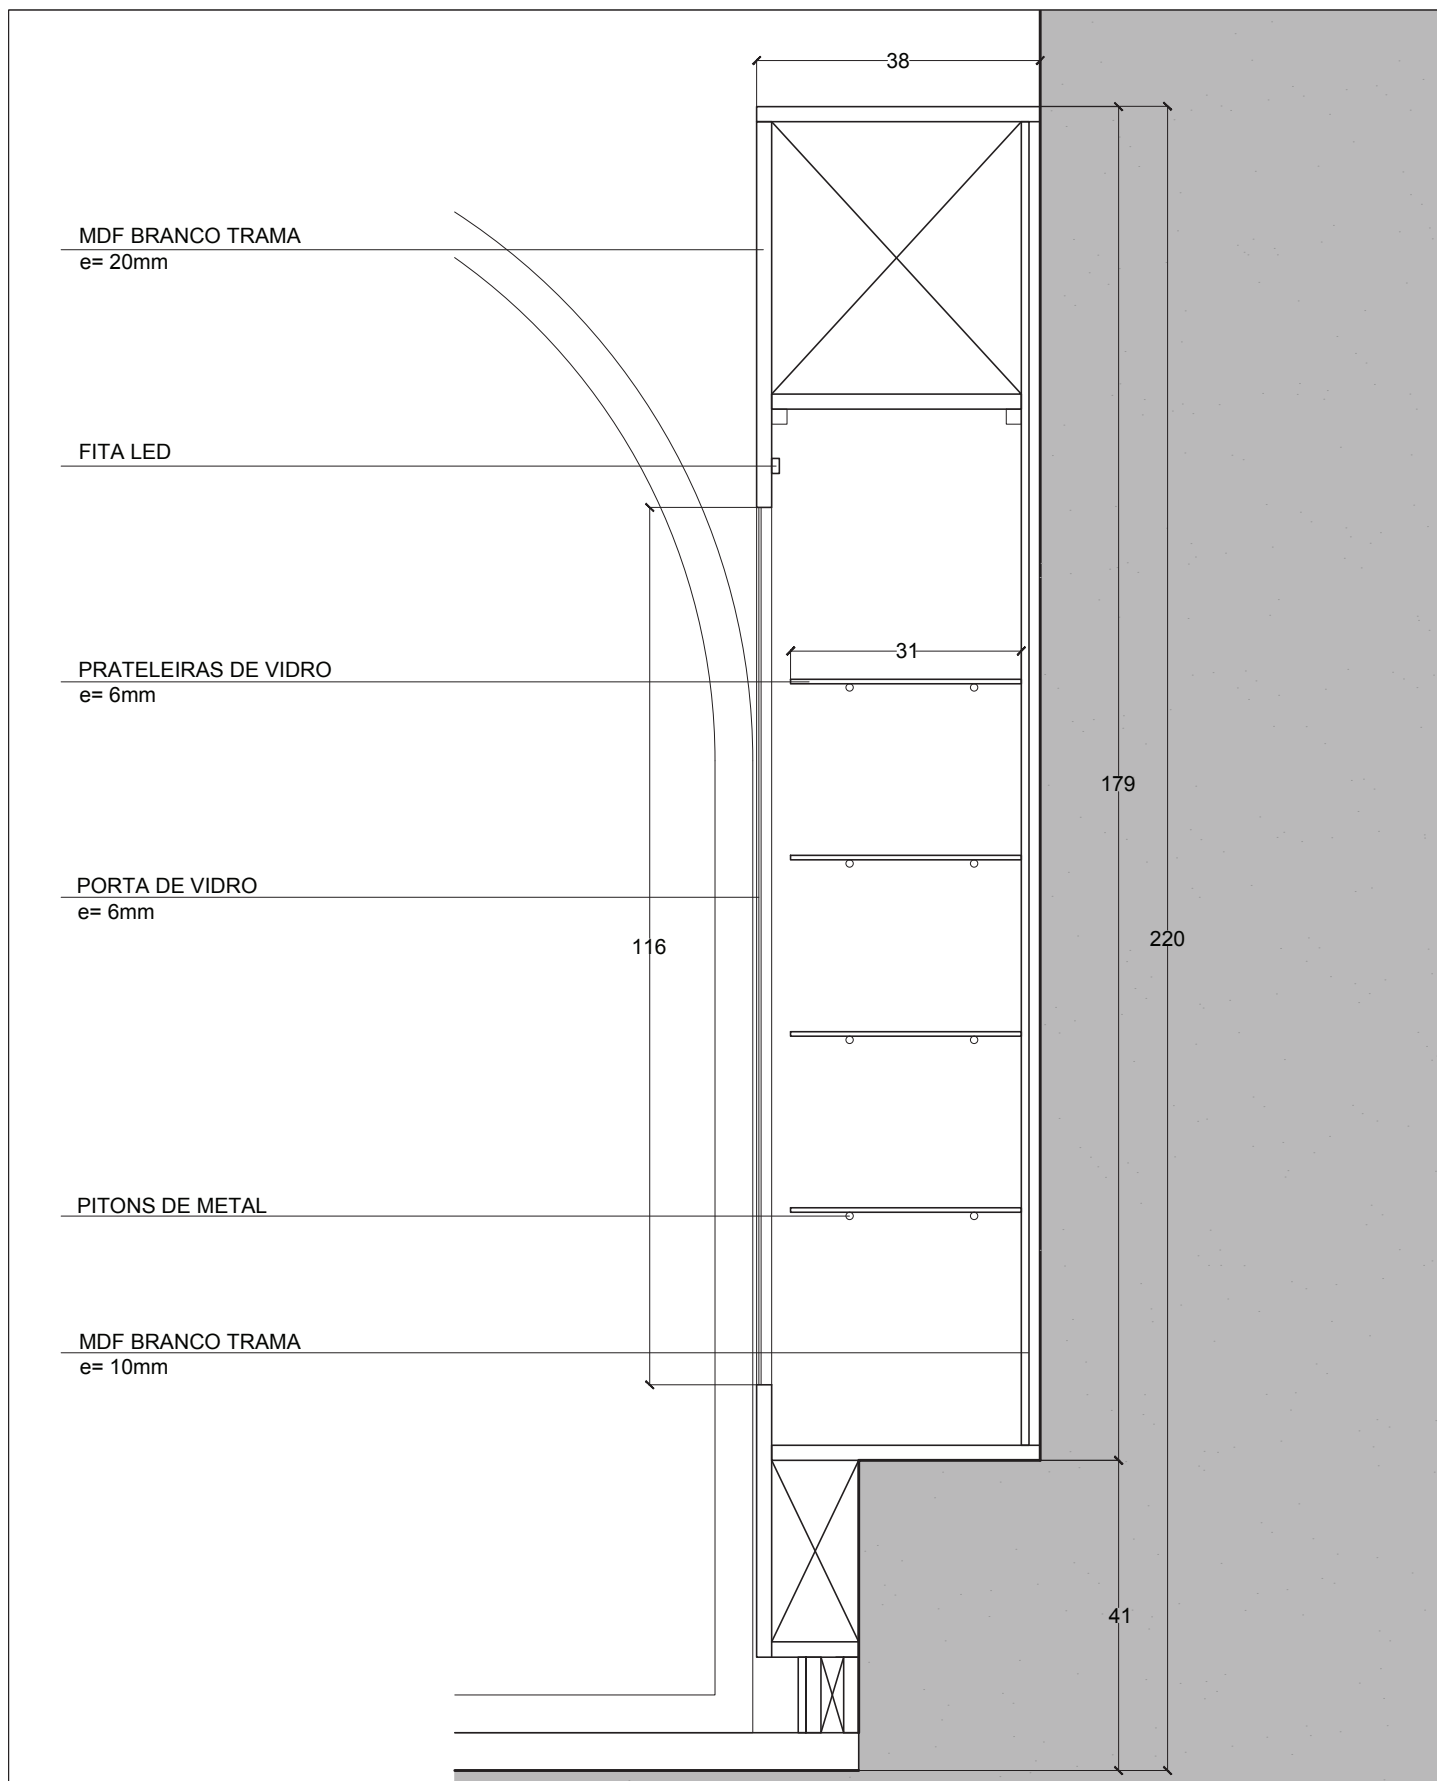 38
MDF BRANCO TRAMA
e= 20mm
FITA LED
31
PRATELEIRAS DE VIDRO
e= 6mm
179
PORTA DE VIDRO
e= 6mm
116
220
PITONS DE METAL
MDF BRANCO TRAMA
e= 10mm
41